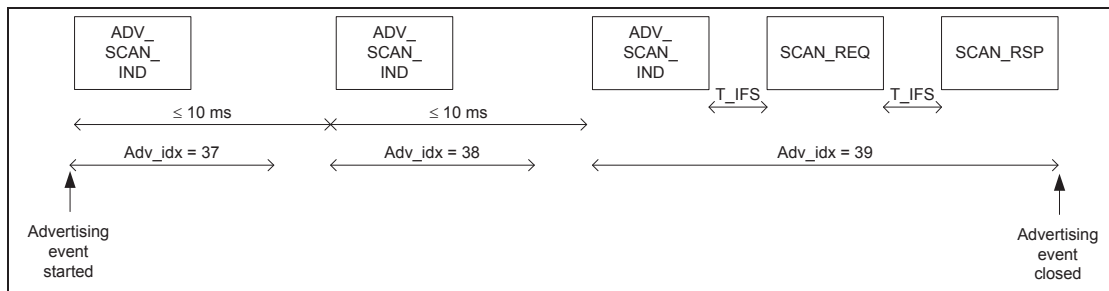 ADV_
SCAN_
IND
ADV_
SCAN_
IND
ADV_
SCAN_
IND
SCAN_REQ
SCAN_RSP
T_IFS
T_IFS
≤ 10 ms
≤ 10 ms
Adv_idx = 37
Adv_idx = 38
Adv_idx = 39
Advertising
event
started
Advertising
event
closed